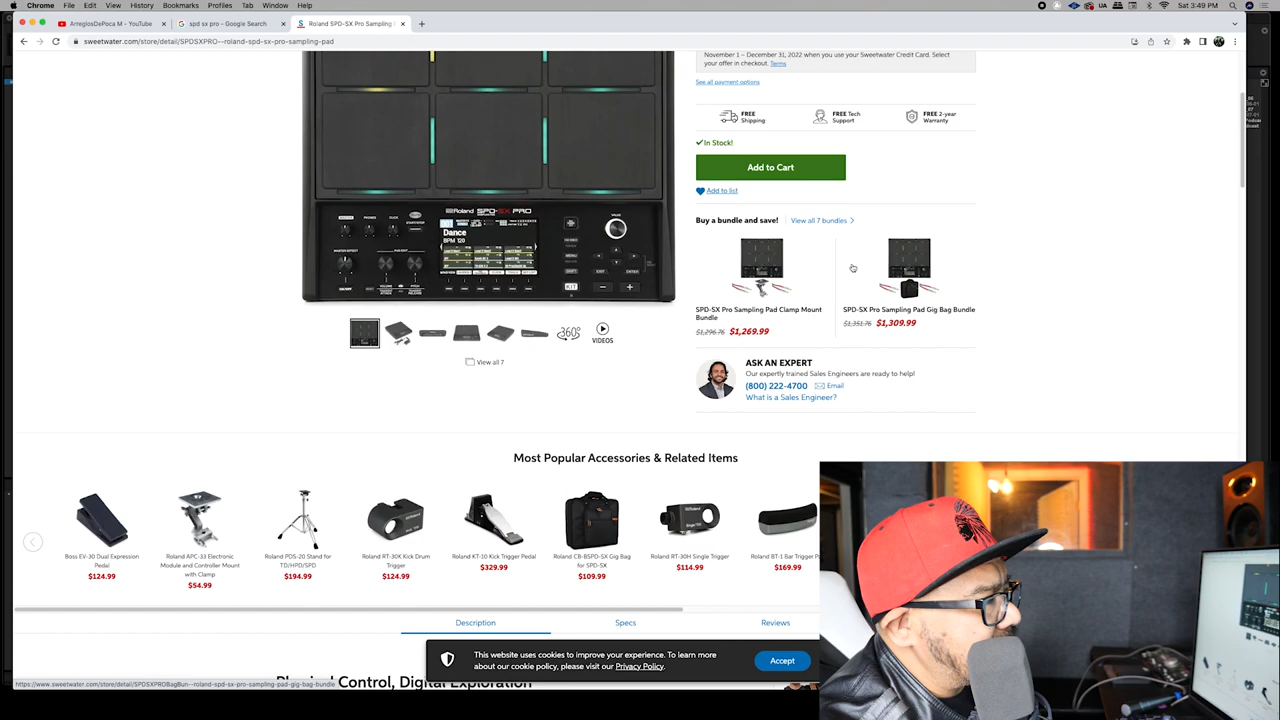 Chrome File Edit View History Bookmarks Profiles Tab Window Help
UA Sat 3:49 PM
ArreglosDePoca M - YouTube
spd sx pro - Google Search
Roland SPD-SX Pro Sampling
sweetwater.com/store/detail/SPDSXPRO--roland-spd-sx-pro-sampling-pad
November 1 – December 31, 2022 when you use your Sweetwater Credit Card. Select
your offer in checkout. Terms
See all payment options
FREE Shipping
FREE Tech Support
FREE 2-year Warranty
In Stock!
Add to Cart
Add to list
Buy a bundle and save! View all 7 bundles
Roland SPD-SX PRO
Dance
BPM 120
KIT
SPD-SX Pro Sampling Pad Clamp Mount
Bundle
$1,296.76 $1,269.99
SPD-SX Pro Sampling Pad Gig Bag Bundle
$1,351.76 $1,309.99
360°
VIDEOS
View all 7
ASK AN EXPERT
Our expertly trained Sales Engineers are ready to help!
(800) 222-4700 Email
What is a Sales Engineer?
Most Popular Accessories & Related Items
Boss EV-30 Dual Expression
Pedal
$124.99
Roland APC-33 Electronic
Module and Controller Mount
with Clamp
$54.99
Roland PDS-20 Stand for
TD/HPD/SPD
$194.99
Roland RT-30K Kick Drum
Trigger
$124.99
Roland KT-10 Kick Trigger Pedal
$329.99
Roland CB-BSPD-SX Gig Bag
for SPD-SX
$109.99
Roland RT-30H Single Trigger
$114.99
Roland BT-1 Bar Trigger
$169.99
Description
Specs
Reviews
This website uses cookies to improve your experience. To learn more
about our cookie policy, please visit our Privacy Policy.
Accept
Physical Control, Digital Exploration
https://www.sweetwater.com/store/detail/SPDSXPROBagBun--roland-spd-sx-pro-sampling-pad-gig-bag-bundle